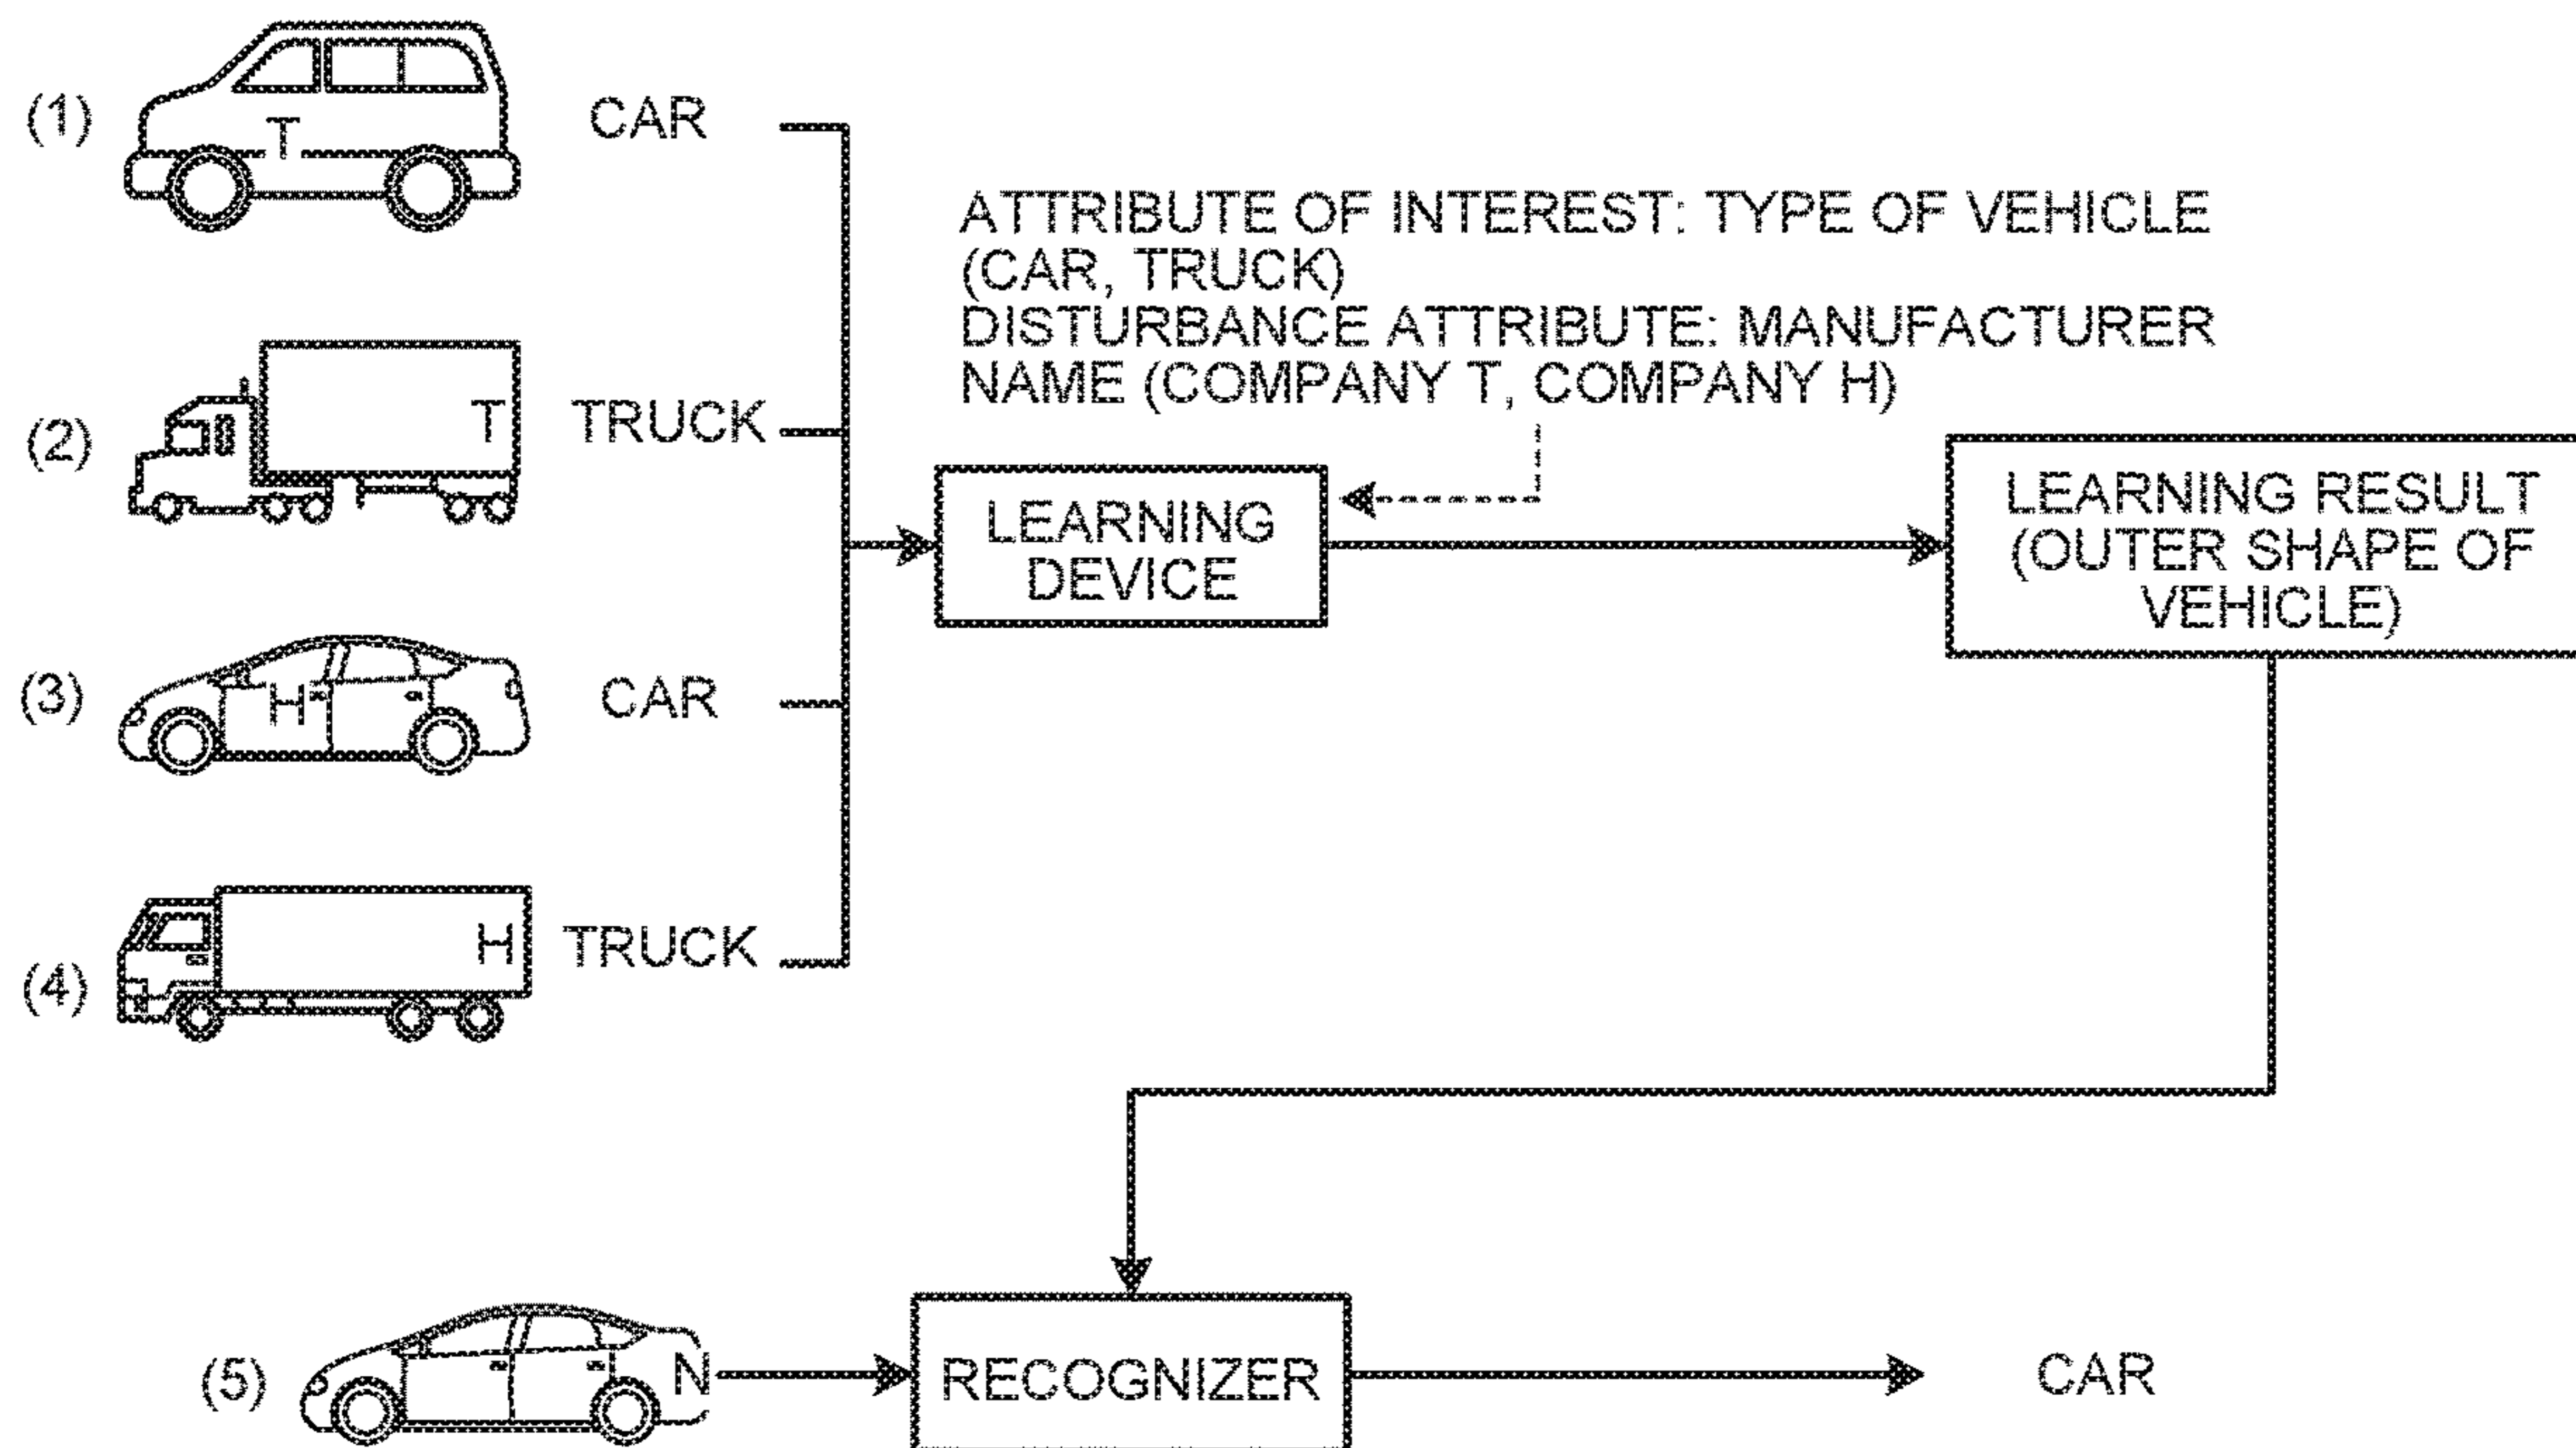 (1)
T
CAR
ATTRIBUTE OF INTEREST: TYPE OF VEHICLE
(CAR, TRUCK)
DISTURBANCE ATTRIBUTE: MANUFACTURER
NAME (COMPANY T, COMPANY H)
(2)
T
TRUCK
LEARNING
DEVICE
LEARNING RESULT
(OUTER SHAPE OF
VEHICLE)
(3)
H
CAR
(4)
H
TRUCK
(5)
N
RECOGNIZER
CAR